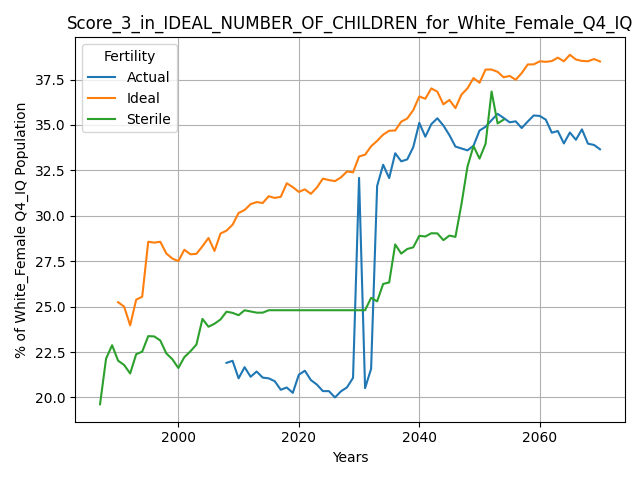 Score_3_in_IDEAL_NUMBER_OF_CHILDREN_for_White_Female_Q4_IQ
Fertility
Actual
Ideal
Sterile
% of White_Female Q4_IQ Population
37.5
35.0
32.5
30.0
27.5
25.0
22.5
20.0
2000
2020
2040
2060
Years